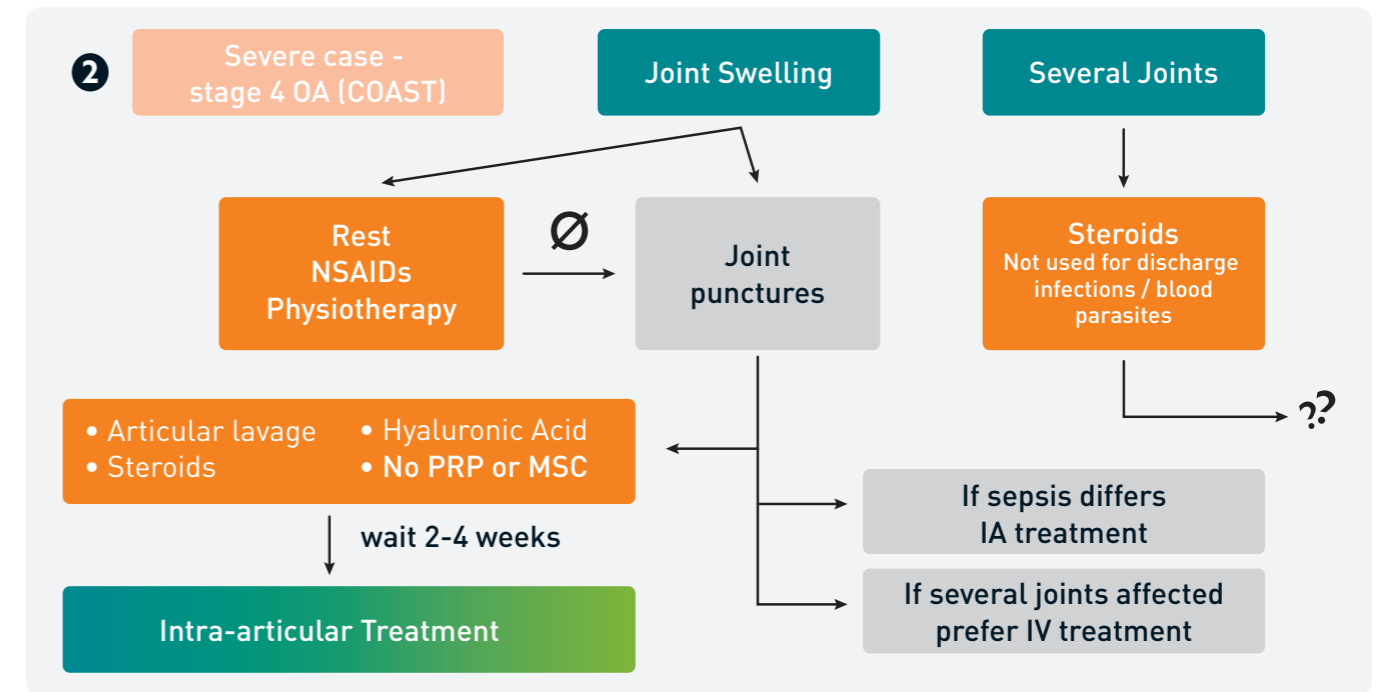 2
Severe case -
stage 4 OA (COAST)
Joint Swelling
Several Joints
Rest
NSAIDs
Physiotherapy
Ø
Joint
punctures
Steroids
Not used for discharge
infections / blood
parasites
??
• Articular lavage
• Steroids
• Hyaluronic Acid
• No PRP or MSC
wait 2-4 weeks
If sepsis differs
IA treatment
If several joints affected
prefer IV treatment
Intra-articular Treatment